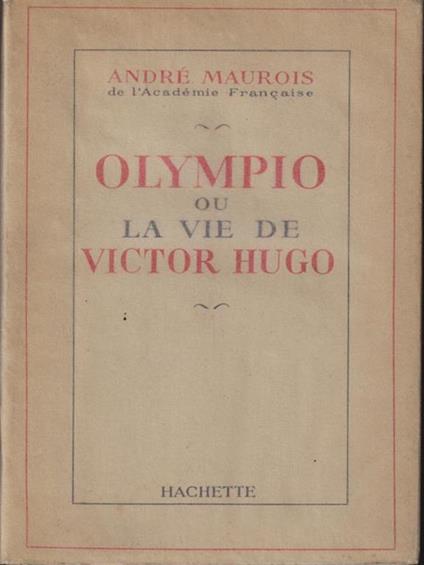 ANDRÉ MAUROIS
de l'Académie Française
OLYMPIO
OU
LA VIE DE
VICTOR HUGO
HACHETTE